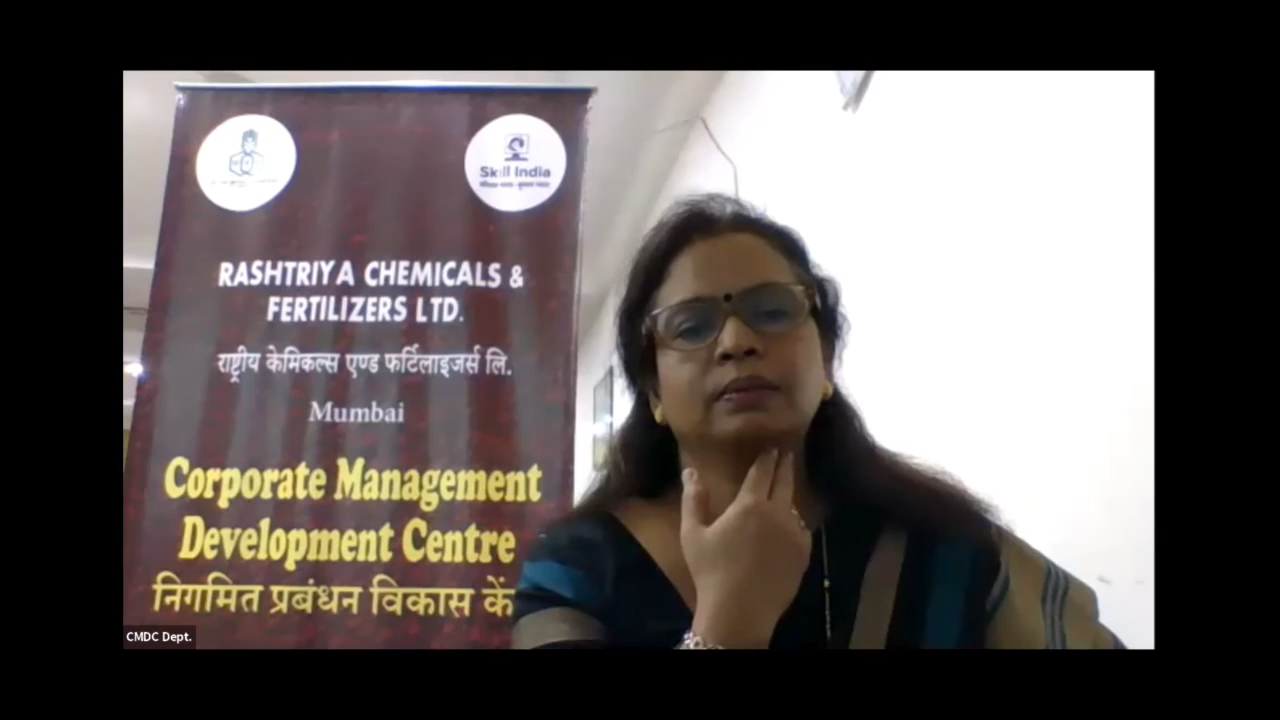 Skill India
RASHTRIYA CHEMICALS &
FERTILIZERS LTD.
राष्ट्रीय केमिकल्स एण्ड फर्टिलाइजर्स लि.
Mumbai
Corporate Management
Development Centre
निगमित प्रबंधन विकास
CMDC Dept.